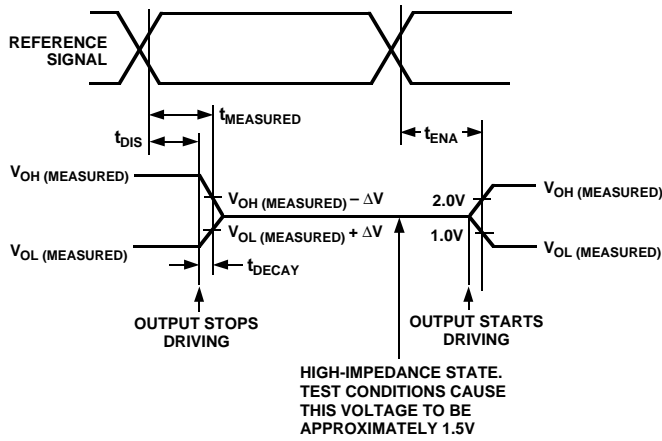 REFERENCE
SIGNAL
tMEASURED
tDIS
tENA
VOH (MEASURED)
VOH (MEASURED) – ΔV
2.0V
VOH (MEASURED)
VOL (MEASURED)
VOL (MEASURED) + ΔV
1.0V
VOL (MEASURED)
tDECAY
OUTPUT STOPS
DRIVING
OUTPUT STARTS
DRIVING
HIGH-IMPEDANCE STATE.
TEST CONDITIONS CAUSE
THIS VOLTAGE TO BE
APPROXIMATELY 1.5V